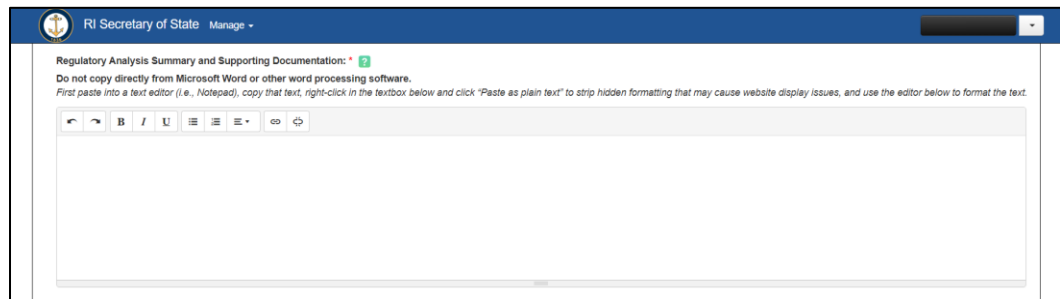 RI Secretary of State Manage
Regulatory Analysis Summary and Supporting Documentation: * ?
Do not copy directly from Microsoft Word or other word processing software.
First paste into a text editor (i.e., Notepad), copy that text, right-click in the textbox below and click “Paste as plain text” to strip hidden formatting that may cause website display issues, and use the editor below to format the text.
B I U